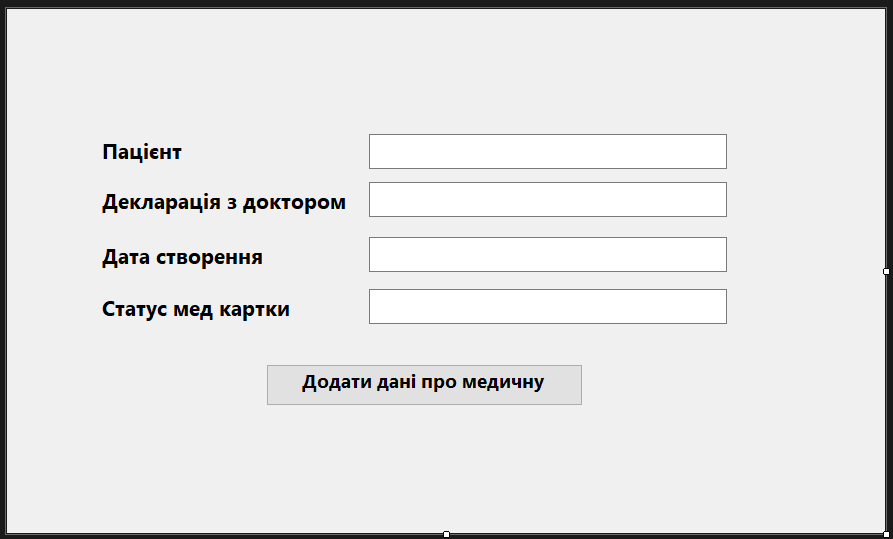 Пацієнт
Декларація з доктором
Дата створення
Статус мед картки
Додати дані про медичну